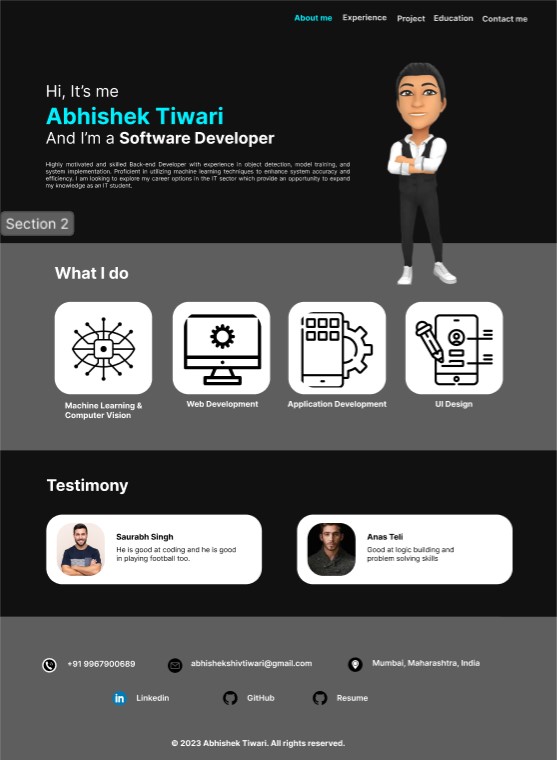 About me Experience Project Education Contact me
Hi, It's me
Abhishek Tiwari
And I'm a Software Developer
Highly motivated and skilled Back-end Developer with experience in object detection, model training, and
system implementation. Proficient in utilizing machine learning techniques to enhance system accuracy and
efficiency. I am looking to explore my career options in the IT sector which provide an opportunity to expand
my knowledge as an IT student.
Section 2
What I do
Machine Learning &
Computer Vision
Web Development
Application Development
UI Design
Testimony
Saurabh Singh
He is good at coding and he is good
in playing football too.
Anas Teli
Good at logic building and
problem solving skills
+91 9967900689
abhishekshivtiwari@gmail.com
Mumbai, Maharashtra, India
in Linkedin
GitHub
Resume
© 2023 Abhishek Tiwari. All rights reserved.